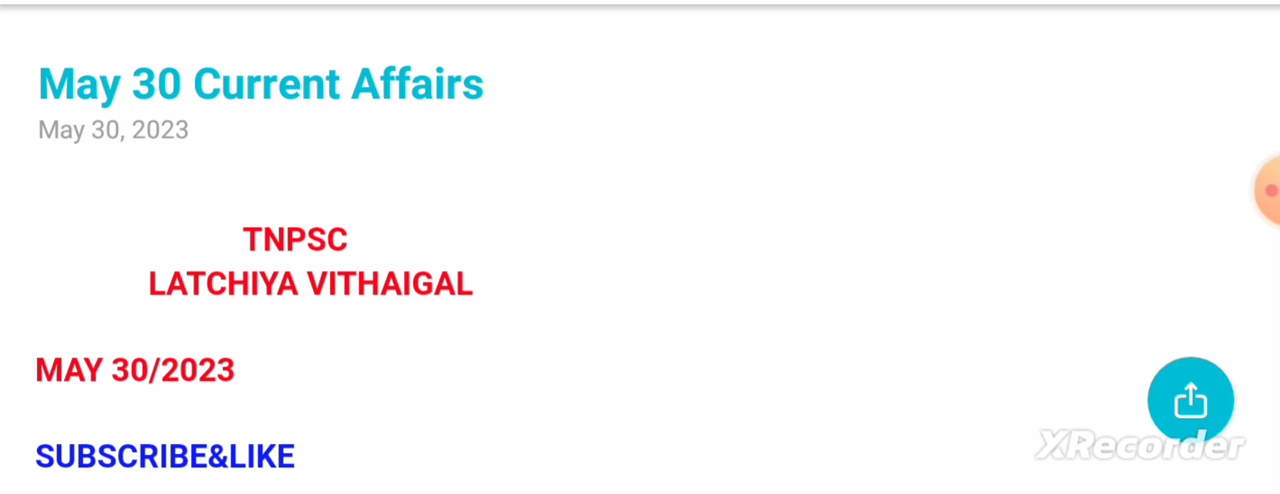 May 30 Current Affairs
May 30, 2023
TNPSC
LATCHIYA VITHAIGAL
MAY 30/2023
SUBSCRIBE&LIKE
XRecorder